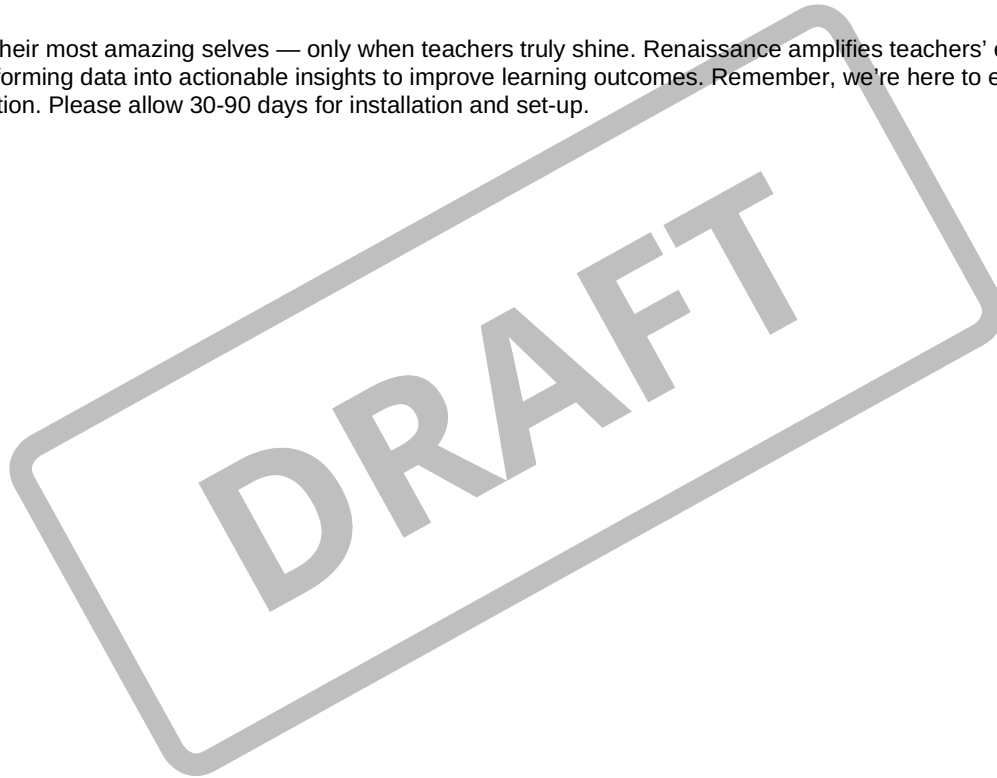 heir most amazing selves — only when teachers truly shine. Renaissance amplifies teachers’ e
forming data into actionable insights to improve learning outcomes. Remember, we’re here to e
tion. Please allow 30-90 days for installation and set-up.
DRAFT